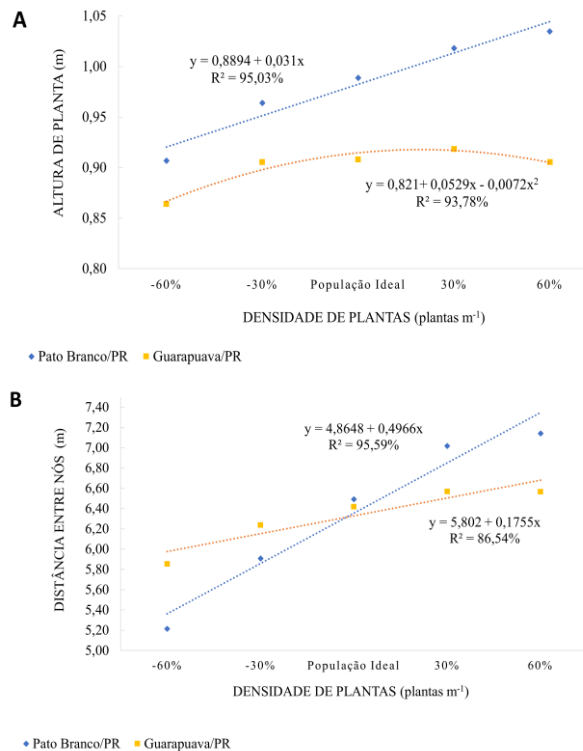 A
1,05
1,00
0,95
0,90
0,85
0,80
ALTURA DE PLANTA (m)
y = 0,8894 + 0,031x
R² = 95,03%
y = 0,821+ 0,0529x - 0,0072x²
R² = 93,78%
-60%
-30%
População Ideal
30%
60%
DENSIDADE DE PLANTAS (plantas m⁻¹)
Pato Branco/PR
Guarapuava/PR
B
7,40
7,20
7,00
6,80
6,60
6,40
6,20
6,00
5,80
5,60
5,40
5,20
5,00
DISTÂNCIA ENTRE NÓS (m)
y = 4,8648 + 0,4966x
R² = 95,59%
y = 5,802 + 0,1755x
R² = 86,54%
-60%
-30%
População Ideal
30%
60%
DENSIDADE DE PLANTAS (plantas m⁻¹)
Pato Branco/PR
Guarapuava/PR